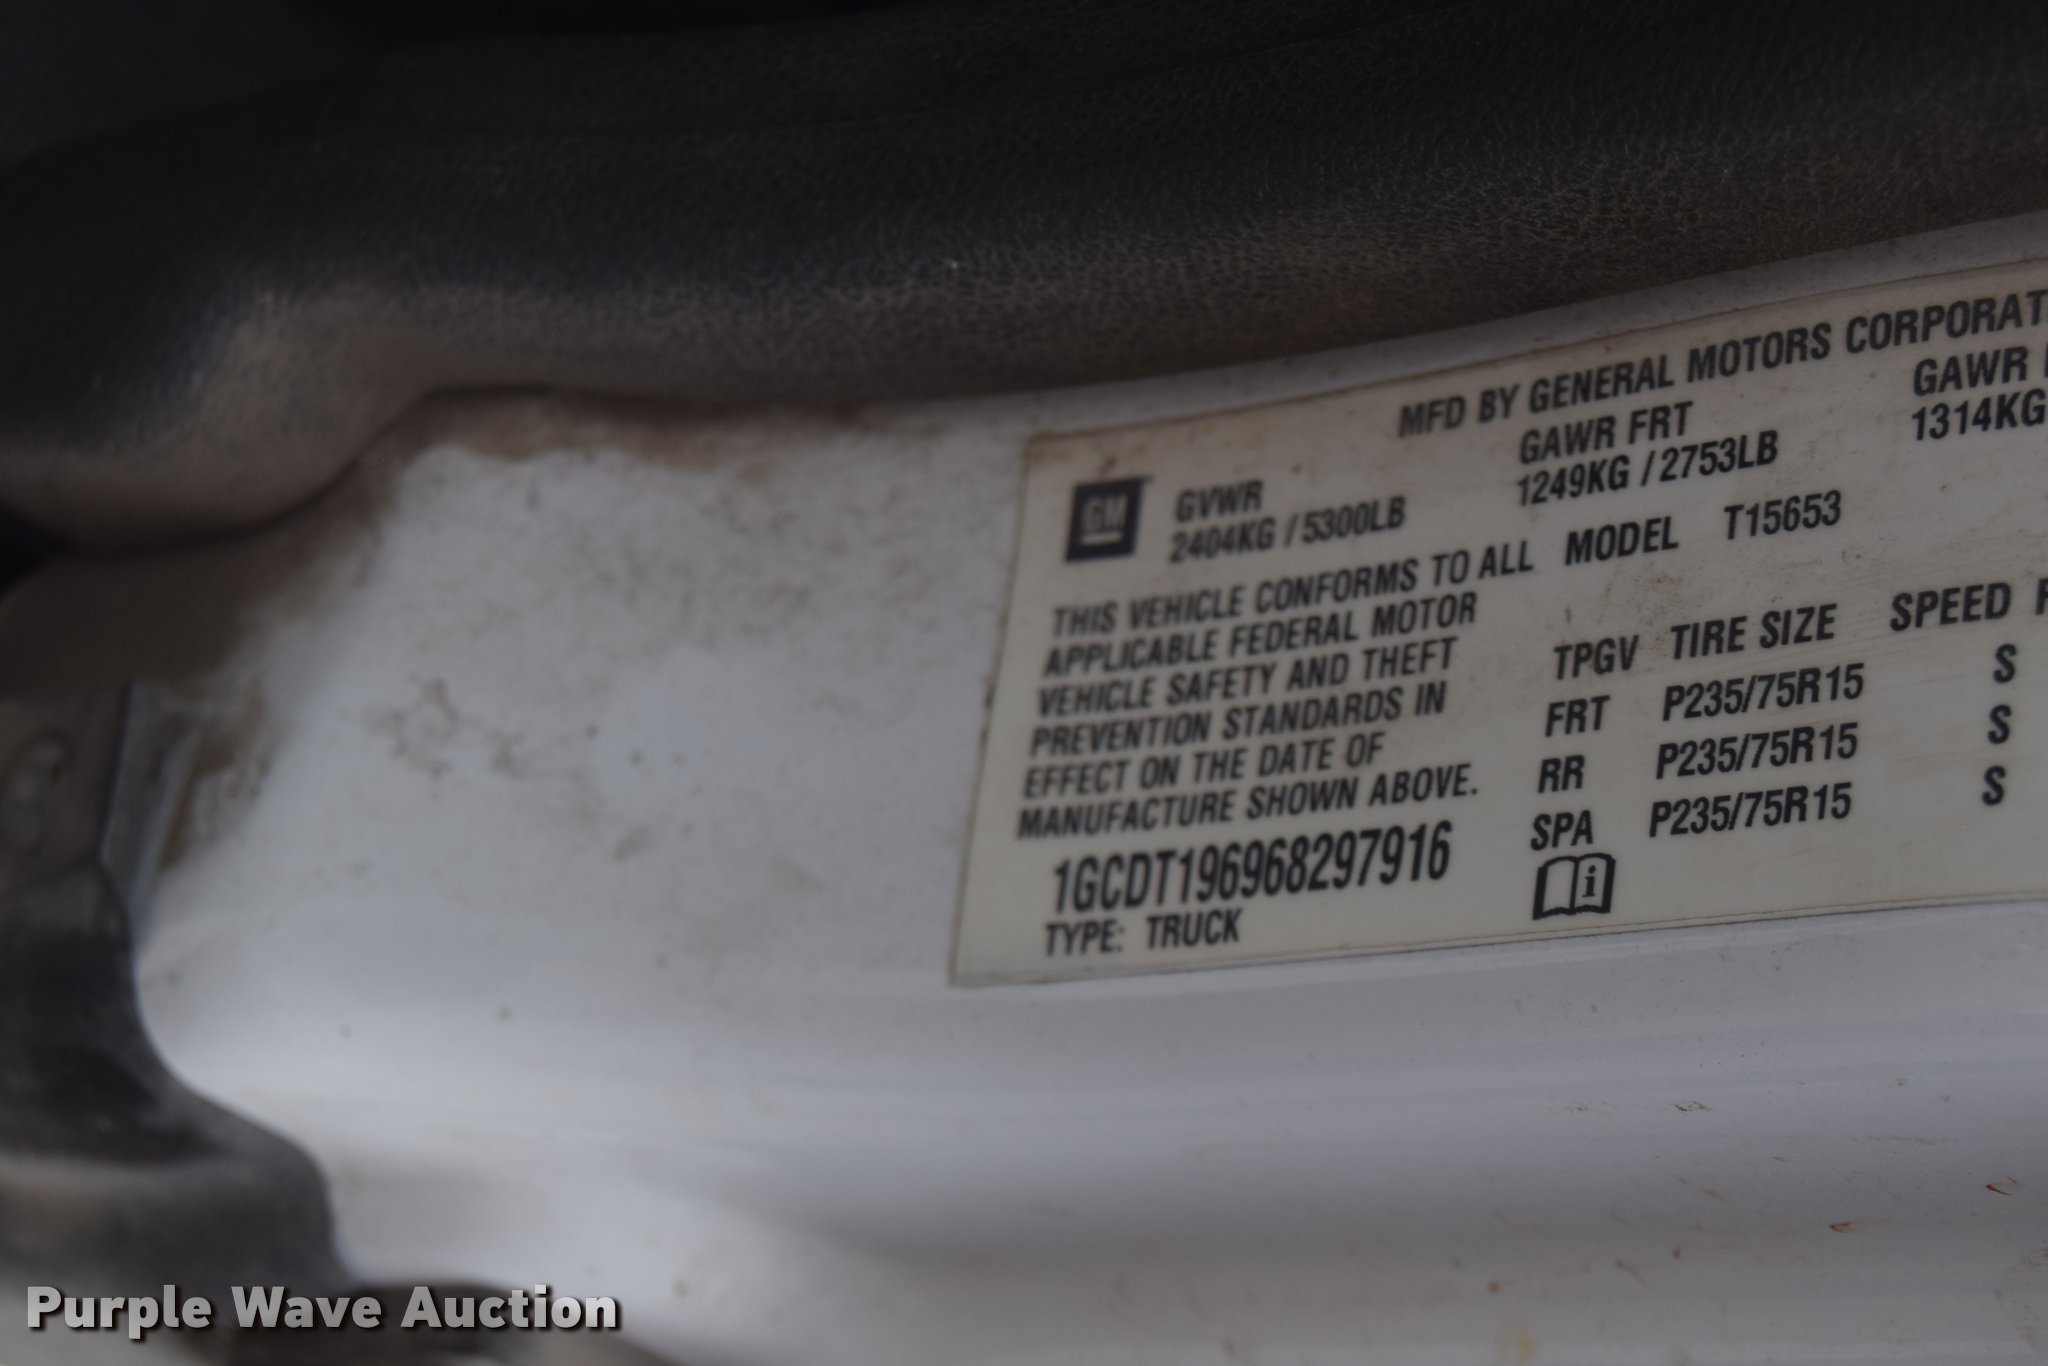 MFD BY GENERAL MOTORS CORPORAT
GM
GVWR
2404KG / 5300LB
GAWR FRT
1249KG / 2753LB
GAWR
1314KG
THIS VEHICLE CONFORMS TO ALL
APPLICABLE FEDERAL MOTOR
VEHICLE SAFETY AND THEFT
PREVENTION STANDARDS IN
EFFECT ON THE DATE OF
MANUFACTURE SHOWN ABOVE.
1GCDT196968297916
TYPE: TRUCK
MODEL T15653
TPGV TIRE SIZE SPEED
FRT P235/75R15 S
RR P235/75R15 S
SPA P235/75R15 S
i
Purple Wave Auction